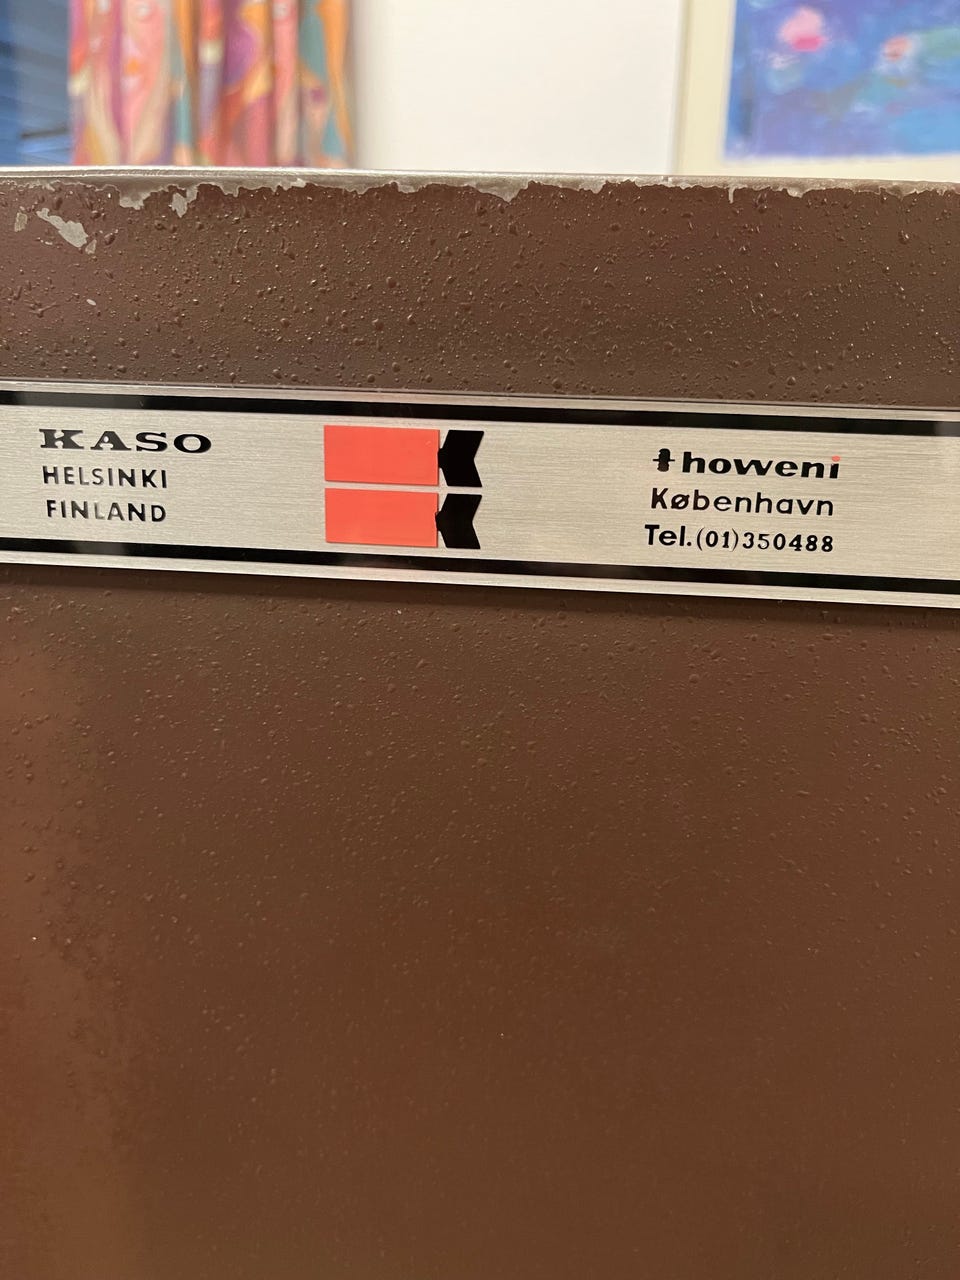 KASO
HELSINKI
FINLAND
howeni
København
Tel.(01)350488